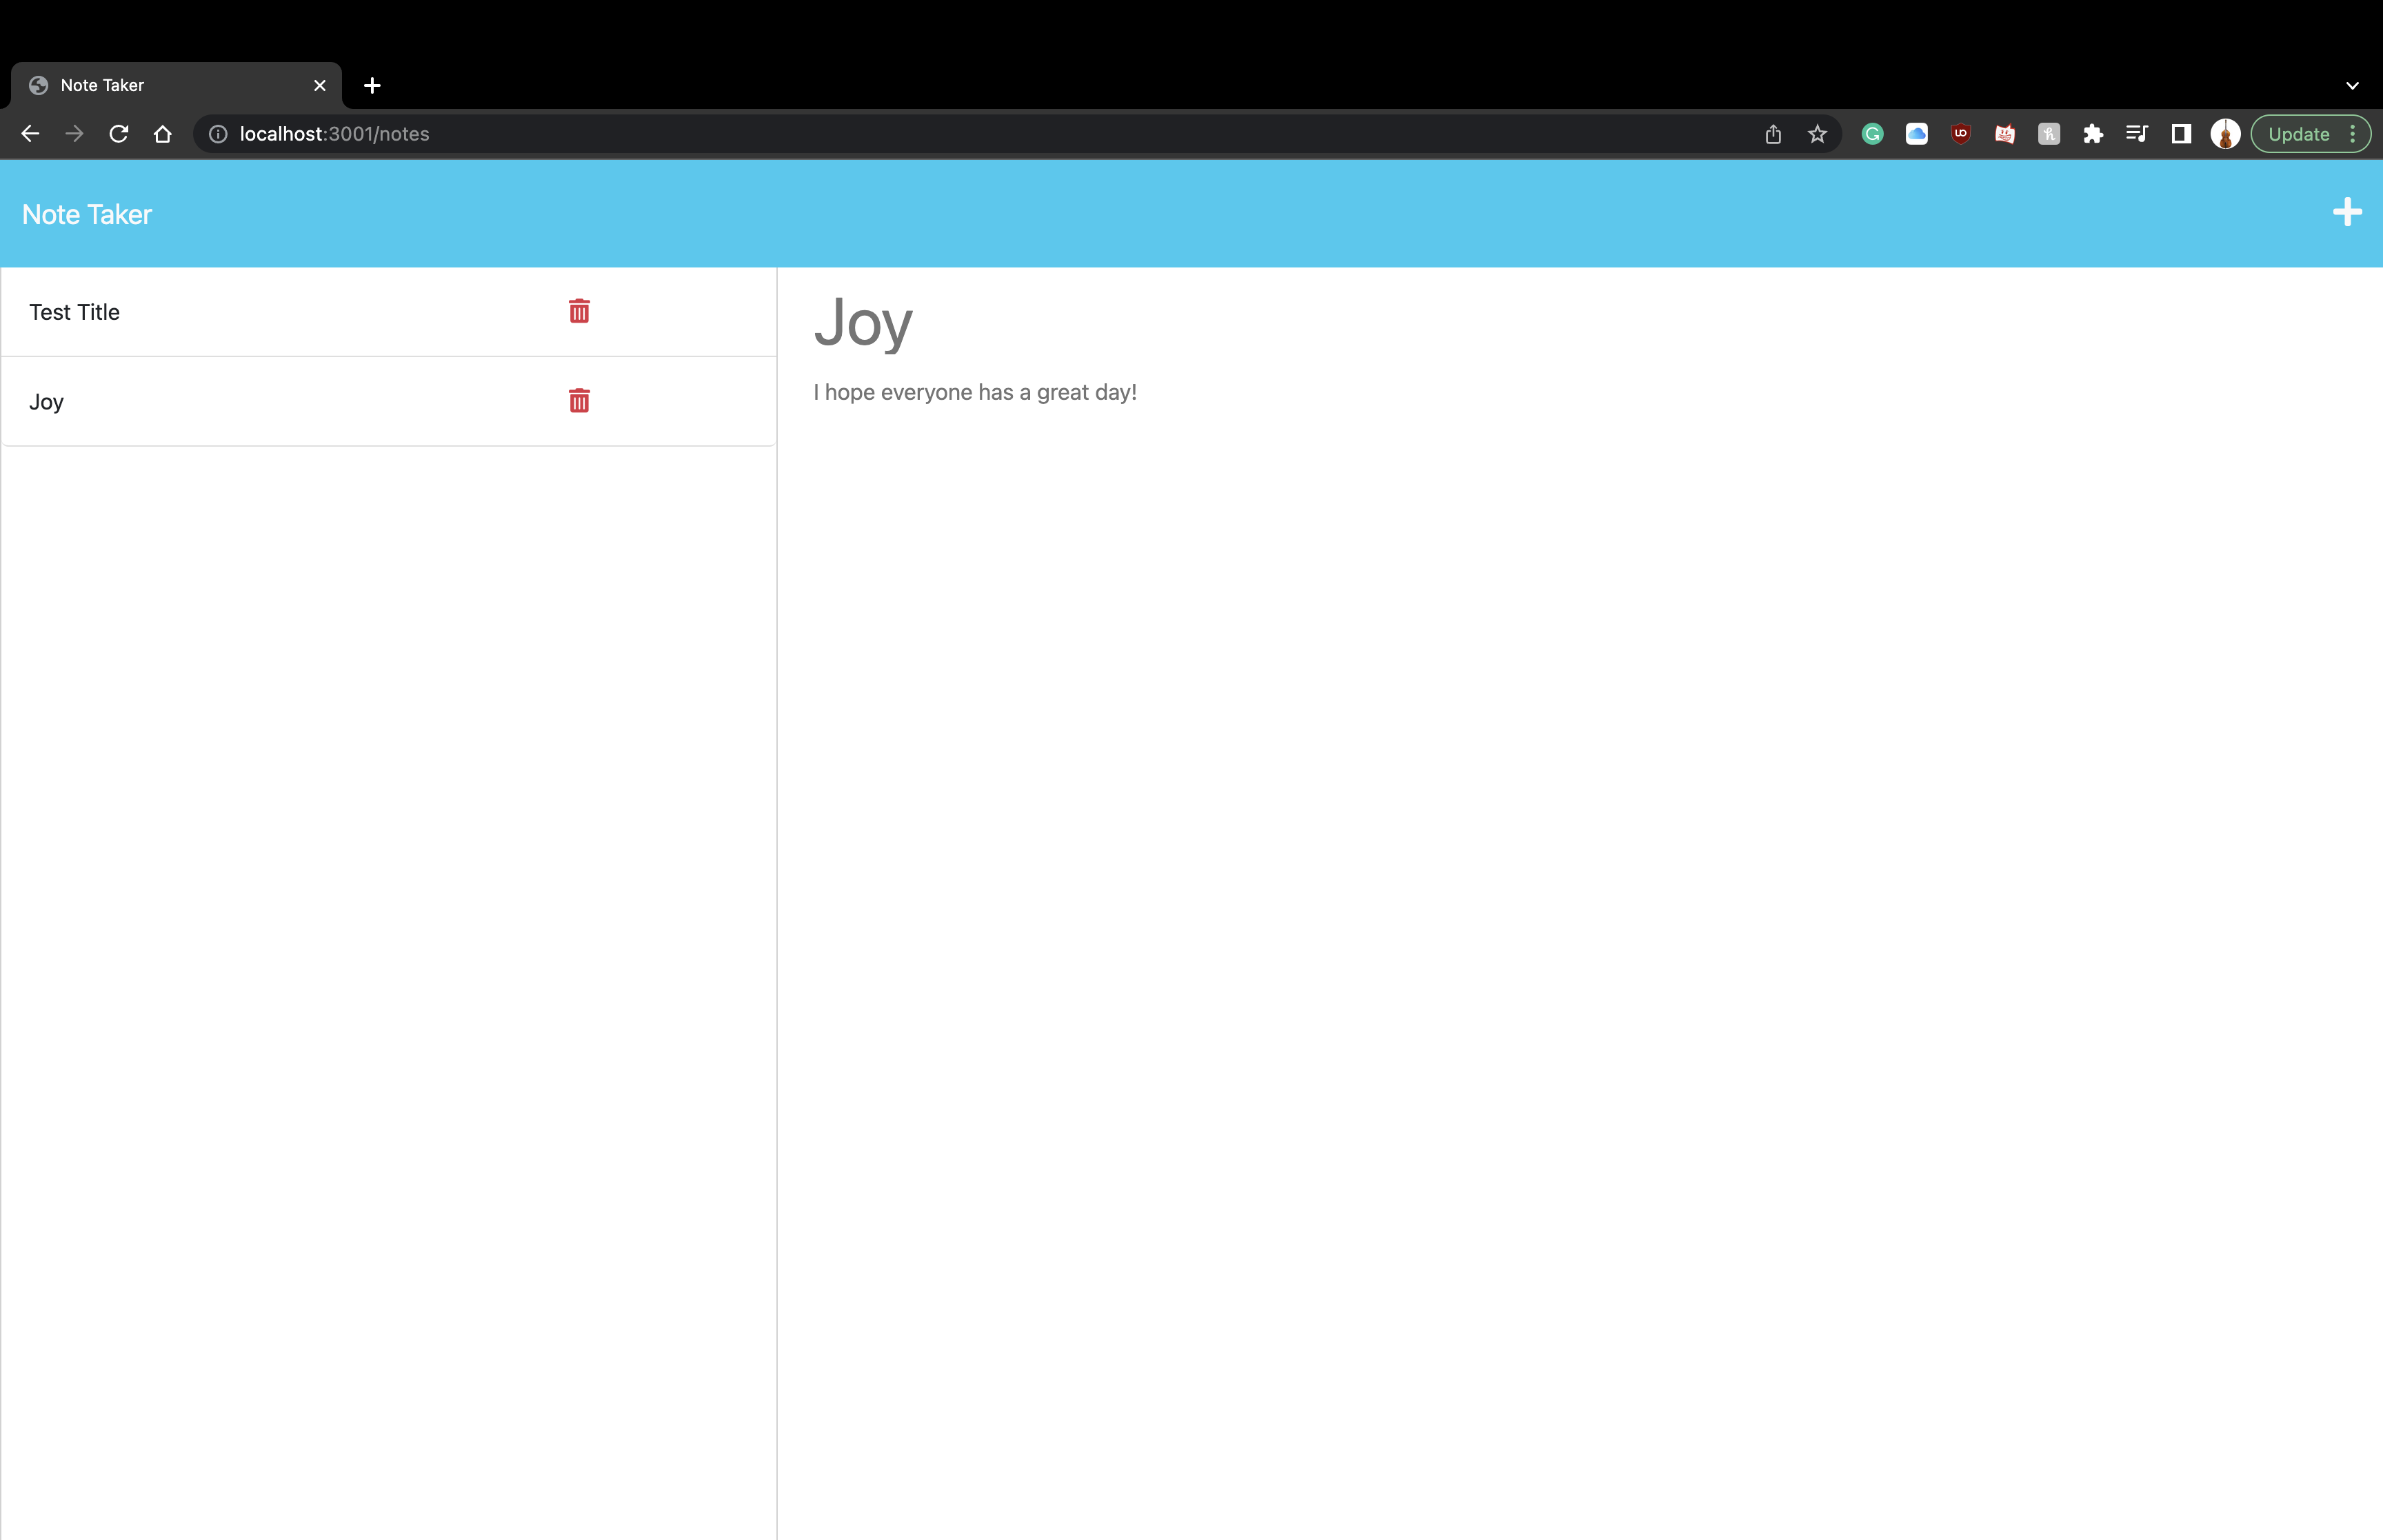 Note Taker
localhost:3001/notes
Update
Note Taker
Test Title
Joy
Joy
I hope everyone has a great day!